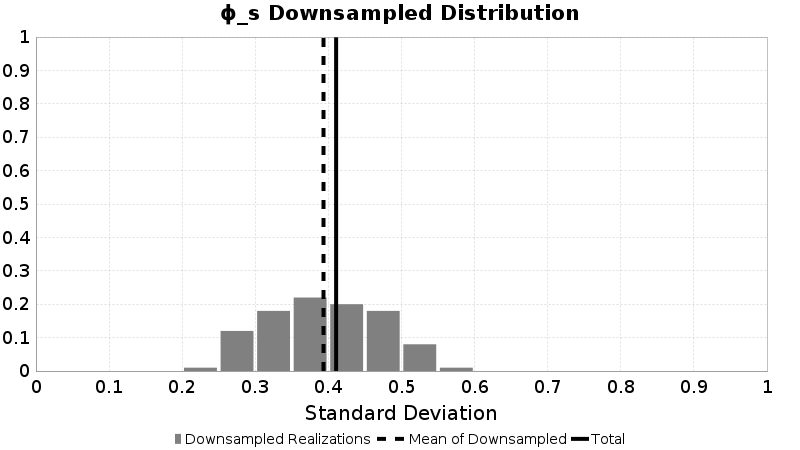 ϕ_s Downsampled Distribution
1
0.9
0.8
0.7
0.6
0.5
0.4
0.3
0.2
0.1
0
0 0.1 0.2 0.3 0.4 0.5 0.6 0.7 0.8 0.9 1
Standard Deviation
Downsampled Realizations Mean of Downsampled Total